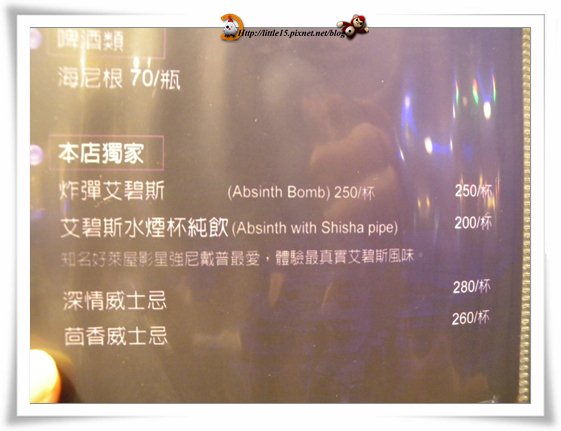 Http://little15.pixnet.net/blog
啤酒類
海尼根 70/瓶
本店獨家
炸彈艾碧斯 (Absinth Bomb) 250/杯 250/杯
艾碧斯水煙杯純飲 (Absinth with Shisha pipe) 200/杯
知名好萊屋影星強尼戴普最愛，體驗最真實艾碧斯風味。
深情威士忌 280/杯
茴香威士忌 260/杯